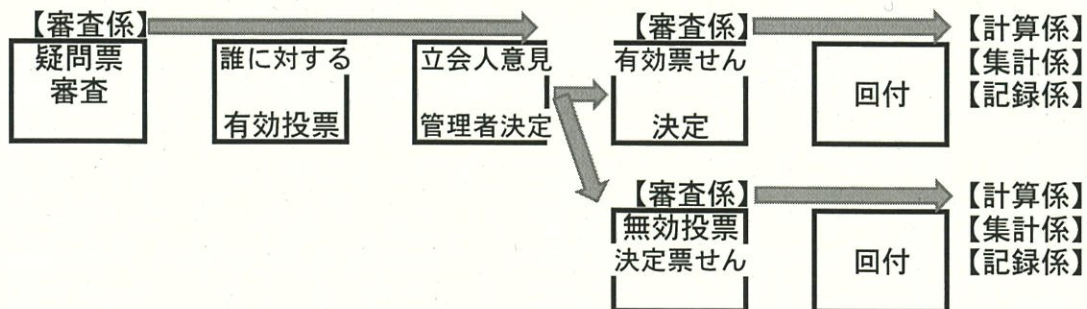 【審査係】
疑問票
審査
誰に対する
有効投票
立会人意見
管理者決定
【審査係】
有効票せん
決定
回付
【計算係】
【集計係】
【記録係】
【審査係】
無効投票
決定票せん
回付
【計算係】
【集計係】
【記録係】